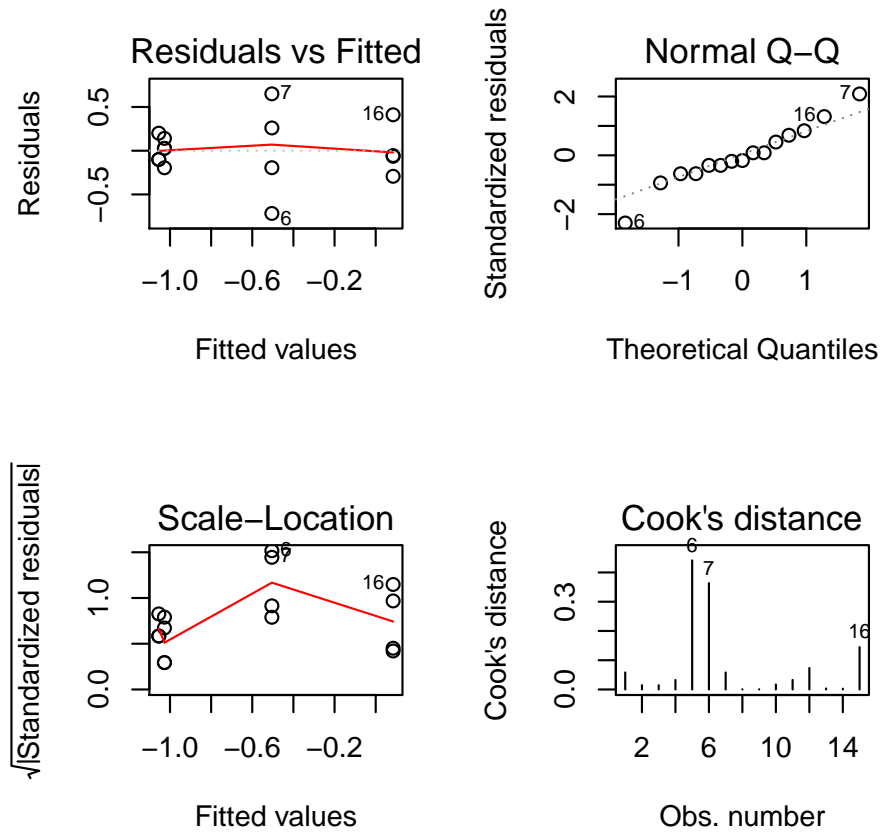 Residuals vs Fitted
Residuals
0.5
−0.5
7
16
6
−1.0 −0.6 −0.2
Fitted values
Normal Q−Q
Standardized residuals
2
0
−2
7
16
6
−1 0 1
Theoretical Quantiles
Scale−Location
√|Standardized residuals|
1.0
0.0
6
7
16
−1.0 −0.6 −0.2
Fitted values
Cook's distance
Cook's distance
0.3
0.0
6
7
16
2 6 10 14
Obs. number